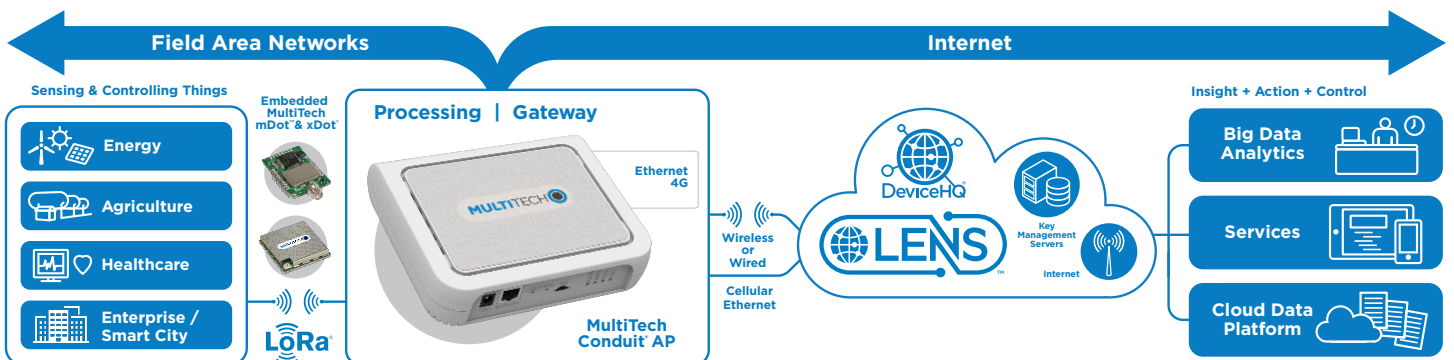 Field Area Networks
Internet
Sensing & Controlling Things
Energy
Agriculture
Healthcare
Enterprise /
Smart City
Embedded
MultiTech
mDot™ & xDot®
LoRa®
Processing | Gateway
MULTITECH
Ethernet
4G
MultiTech
Conduit® AP
Wireless
or
Wired
Cellular
Ethernet
DeviceHQ®
LENS™
Key
Management
Servers
Internet
Insight + Action + Control
Big Data
Analytics
Services
Cloud Data
Platform